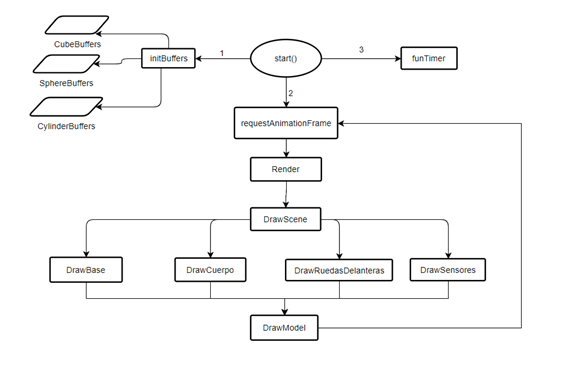 CubeBuffers
SphereBuffers
CylinderBuffers
initBuffers
1
start()
3
funTimer
2
requestAnimationFrame
Render
DrawScene
DrawBase
DrawCuerpo
DrawRuedasDelanteras
DrawSensores
DrawModel